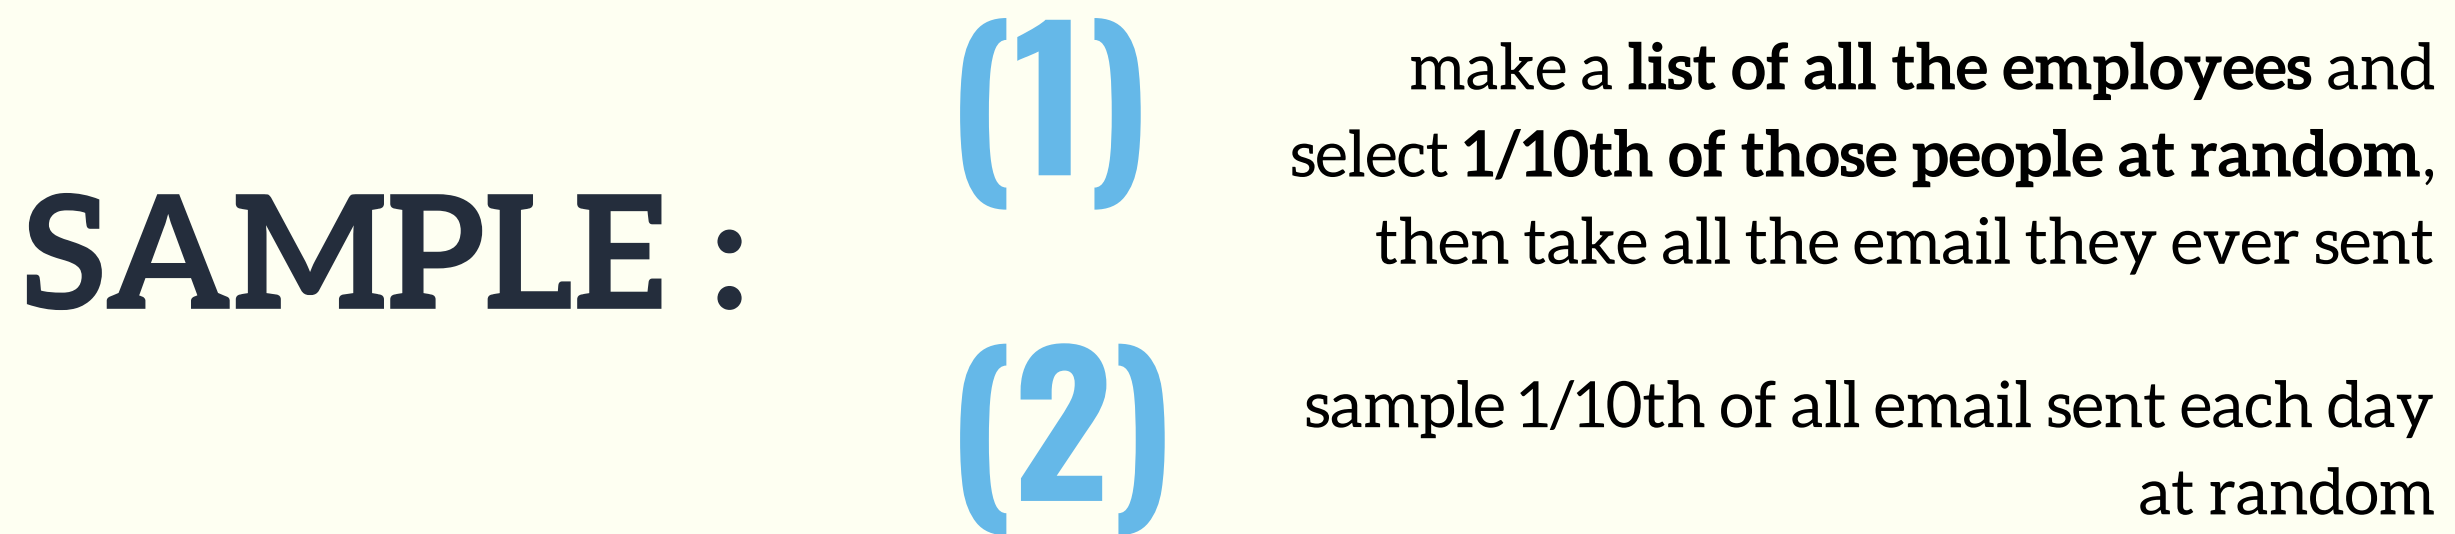 SAMPLE :
(1)
make a list of all the employees and
select 1/10th of those people at random,
then take all the email they ever sent
(2)
sample 1/10th of all email sent each day
at random